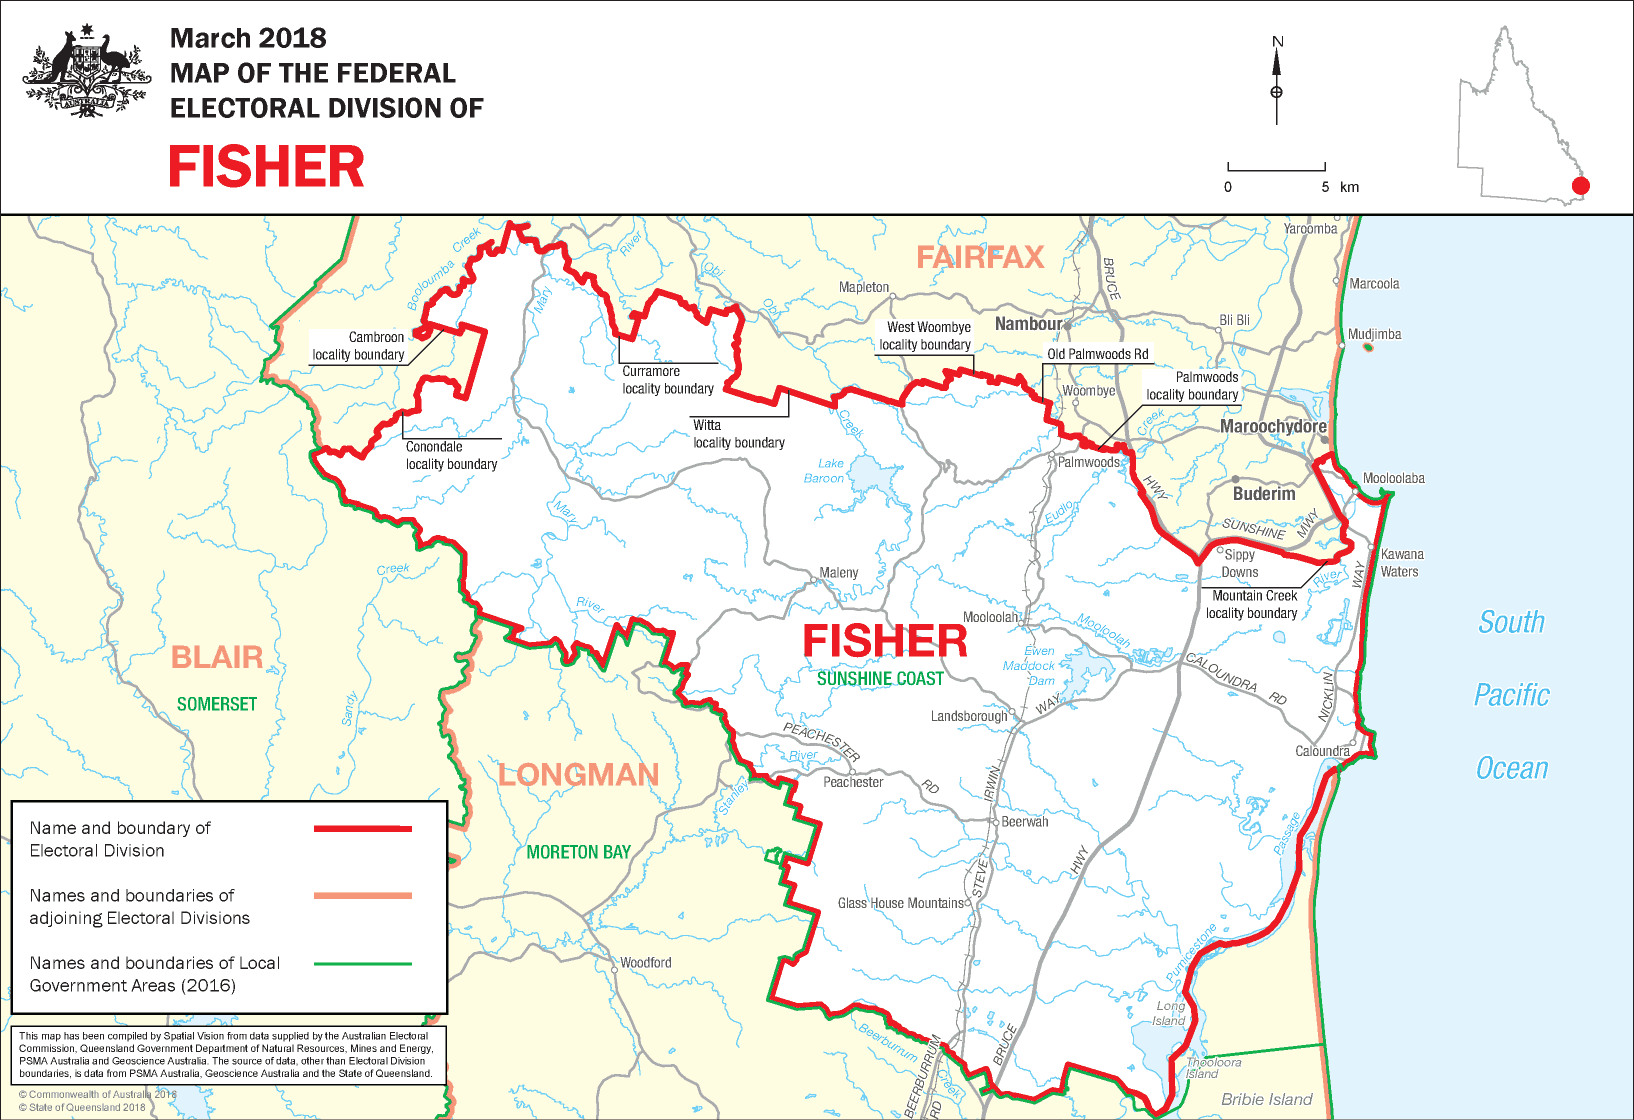 March 2018
MAP OF THE FEDERAL
ELECTORAL DIVISION OF
FISHER
AUSTRALIA
N
0 5 km
Yaroomba
FAIRFAX
Booloumba Creek
River
Obi
Obi
Mary
BRUCE
Mapleton
Marcoola
Bli Bli
Nambour
Mudjimba
Cambroon
locality boundary
West Woombye
locality boundary
Old Palmwoods Rd
Curramore
locality boundary
Palmwoods
locality boundary
Woombye
Creek
Witta
locality boundary
Creek
Maroochydore
Conondale
locality boundary
Lake
Baroon
Palmwoods
HWY
Mooloolaba
Buderim
Mary
Eudlo
SUNSHINE MWY
Sippy
Downs
Kawana
Waters
Creek
Maleny
River
WAY
Mountain Creek
locality boundary
River
Mooloolah
Mooloolah
South
Pacific
Ocean
FISHER
SUNSHINE COAST
Ewen
Maddock
Dam
BLAIR
SOMERSET
CALOUNDRA RD
Sandy
NICKLIN
WAY
Landsborough
PEACHESTER RD
River
Caloundra
LONGMAN
Peachester
Stanley
IRWIN
Beerwah
Passage
MORETON BAY
HWY
STEVE
Glass House Mountains
Name and boundary of
Electoral Division
Names and boundaries of
adjoining Electoral Divisions
Names and boundaries of Local
Government Areas (2016)
Woodford
Pumicestone
Long
Island
Beerburrum
Creek
BEERBURRUM
RD
BRUCE
Thooloora
Island
Bribie Island
This map has been compiled by Spatial Vision from data supplied by the Australian Electoral
Commission, Queensland Government Department of Natural Resources, Mines and Energy,
PSMA Australia and Geoscience Australia. The source of data, other than Electoral Division
boundaries, is data from PSMA Australia, Geoscience Australia and the State of Queensland.
© Commonwealth of Australia 2018
© State of Queensland 2018